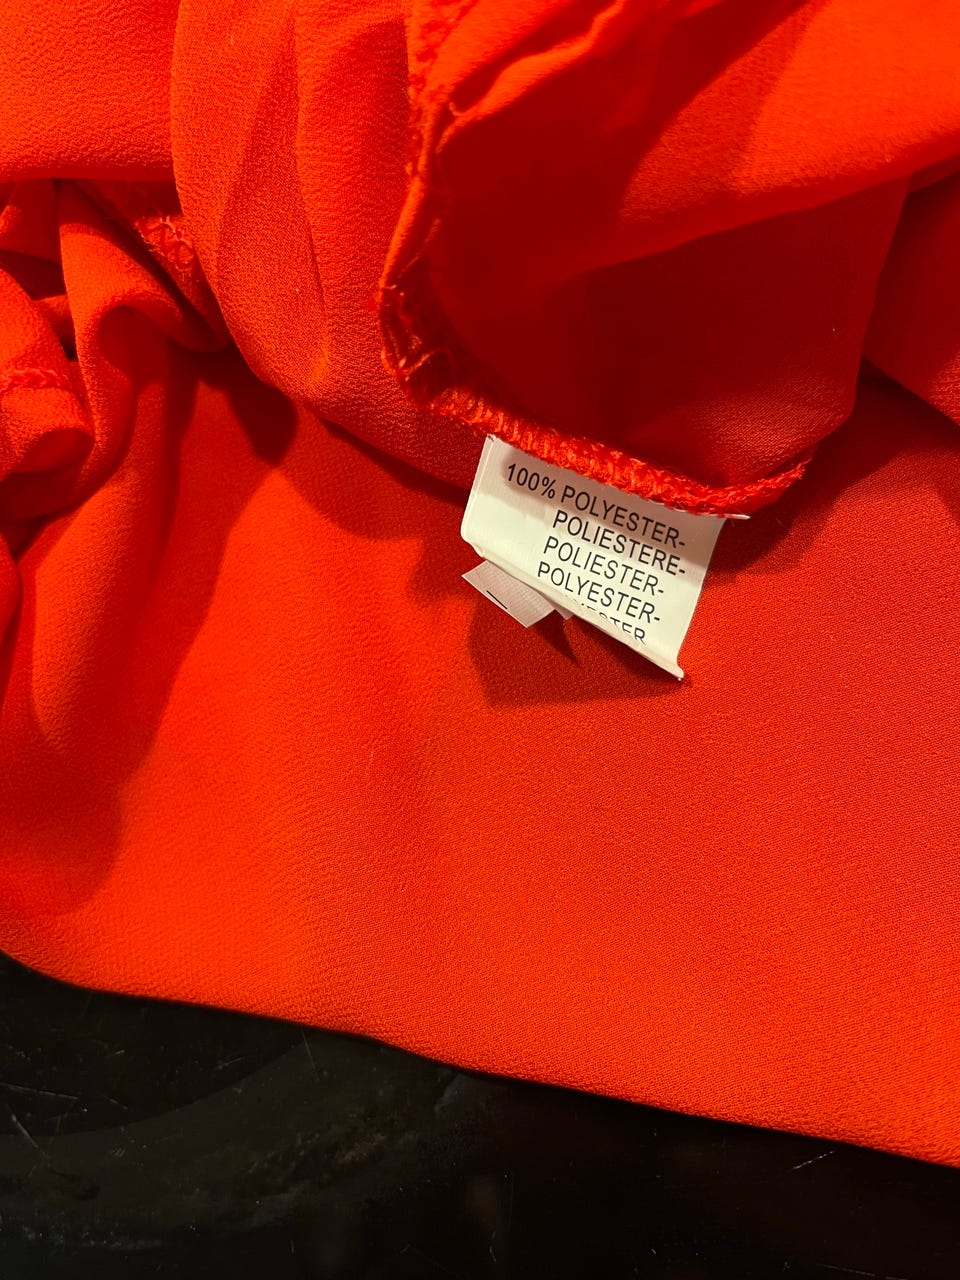 100% POLYESTER-
POLIESTERE-
POLIESTER-
POLYESTER-